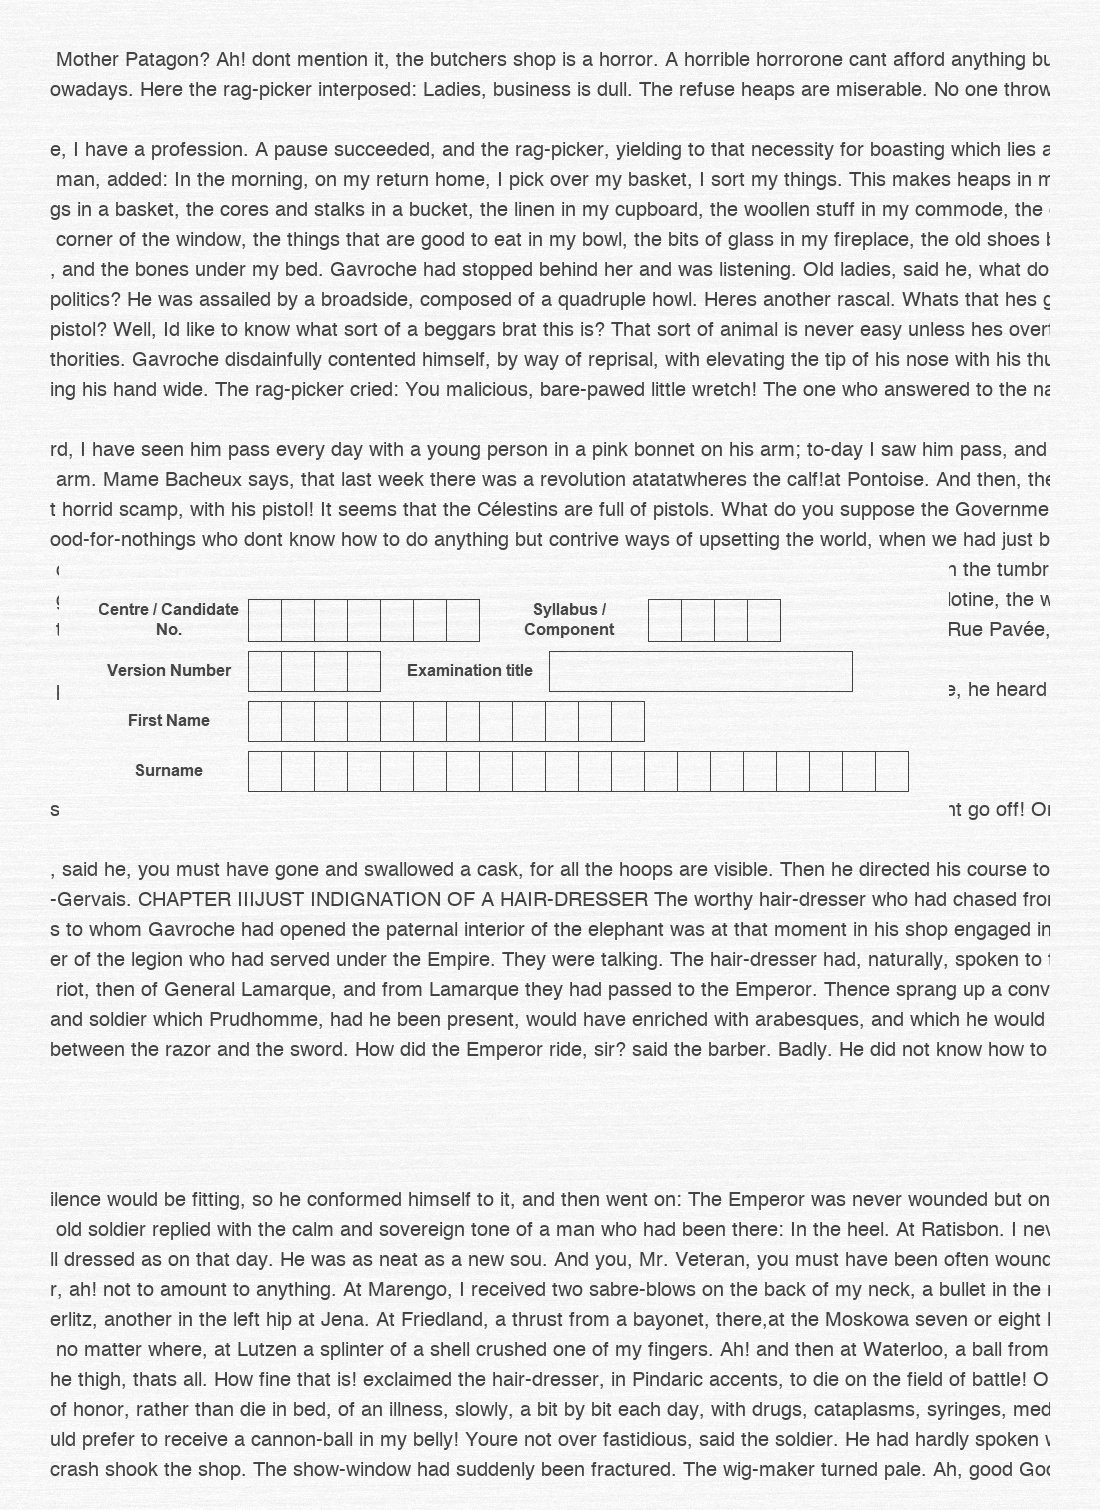 Mother Patagon? Ah! dont mention it, the butchers shop is a horror. A horrible horrorone cant afford anything
owadays. Here the rag-picker interposed: Ladies, business is dull. The refuse heaps are miserable. No one throw
e, I have a profession. A pause succeeded, and the rag-picker, yielding to that necessity for boasting which lies
man, added: In the morning, on my return home, I pick over my basket, I sort my things. This makes heaps in
gs in a basket, the cores and stalks in a bucket, the linen in my cupboard, the woollen stuff in my commode, the
corner of the window, the things that are good to eat in my bowl, the bits of glass in my fireplace, the old shoes
, and the bones under my bed. Gavroche had stopped behind her and was listening. Old ladies, said he, what do
politics? He was assailed by a broadside, composed of a quadruple howl. Heres another rascal. Whats that hes
pistol? Well, Id like to know what sort of a beggars brat this is? That sort of animal is never easy unless hes
thorities. Gavroche disdainfully contented himself, by way of reprisal, with elevating the tip of his nose with his
ing his hand wide. The rag-picker cried: You malicious, bare-pawed little wretch! The one who answered to the na
rd, I have seen him pass every day with a young person in a pink bonnet on his arm; to-day I saw him pass, and
arm. Mame Bacheux says, that last week there was a revolution atatatwheres the calf!at Pontoise. And then, the
t horrid scamp, with his pistol! It seems that the Célestins are full of pistols. What do you suppose the Governme
ood-for-nothings who dont know how to do anything but contrive ways of upsetting the world, when we had just b
the tumbr
lotine, the w
t Rue Pavée,
Centre / Candidate No.
Syllabus / Component
Version Number
Examination title
e, he heard
First Name
Surname
s nt go off!
, said he, you must have gone and swallowed a cask, for all the hoops are visible. Then he directed his course to
-Gervais. CHAPTER IIIJUST INDIGNATION OF A HAIR-DRESSER The worthy hair-dresser who had chased
s to whom Gavroche had opened the paternal interior of the elephant was at that moment in his shop engaged in
er of the legion who had served under the Empire. They were talking. The hair-dresser had, naturally, spoken to
riot, then of General Lamarque, and from Lamarque they had passed to the Emperor. Thence sprang up a conv
and soldier which Prudhomme, had he been present, would have enriched with arabesques, and which he would
between the razor and the sword. How did the Emperor ride, sir? said the barber. Badly. He did not know how to
ilence would be fitting, so he conformed himself to it, and then went on: The Emperor was never wounded but on
old soldier replied with the calm and sovereign tone of a man who had been there: In the heel. At Ratisbon. I
ll dressed as on that day. He was as neat as a new sou. And you, Mr. Veteran, you must have been often
r, ah! not to amount to anything. At Marengo, I received two sabre-blows on the back of my neck, a bullet in the
erlitz, another in the left hip at Jena. At Friedland, a thrust from a bayonet, there,at the Moskowa seven or eight
no matter where, at Lutzen a splinter of a shell crushed one of my fingers. Ah! and then at Waterloo, a ball from
he thigh, thats all. How fine that is! exclaimed the hair-dresser, in Pindaric accents, to die on the field of battle! O
of honor, rather than die in bed, of an illness, slowly, a bit by bit each day, with drugs, cataplasms, syringes, med
uld prefer to receive a cannon-ball in my belly! Youre not over fastidious, said the soldier. He had hardly spoken
crash shook the shop. The show-window had suddenly been fractured. The wig-maker turned pale. Ah, good